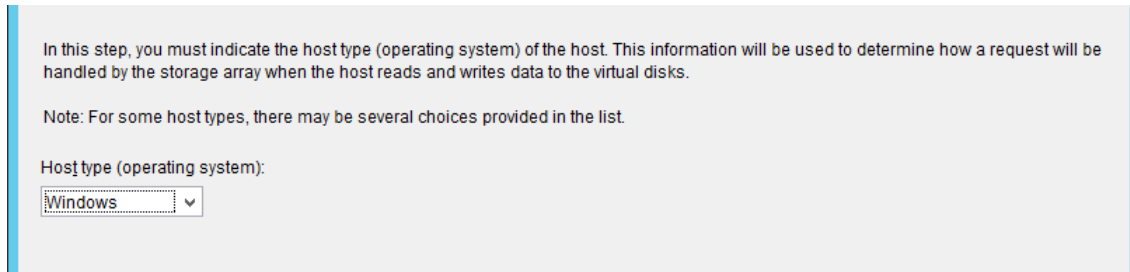 In this step, you must indicate the host type (operating system) of the host. This information will be used to determine how a request will be
handled by the storage array when the host reads and writes data to the virtual disks.
Note: For some host types, there may be several choices provided in the list.
Host type (operating system):
Windows